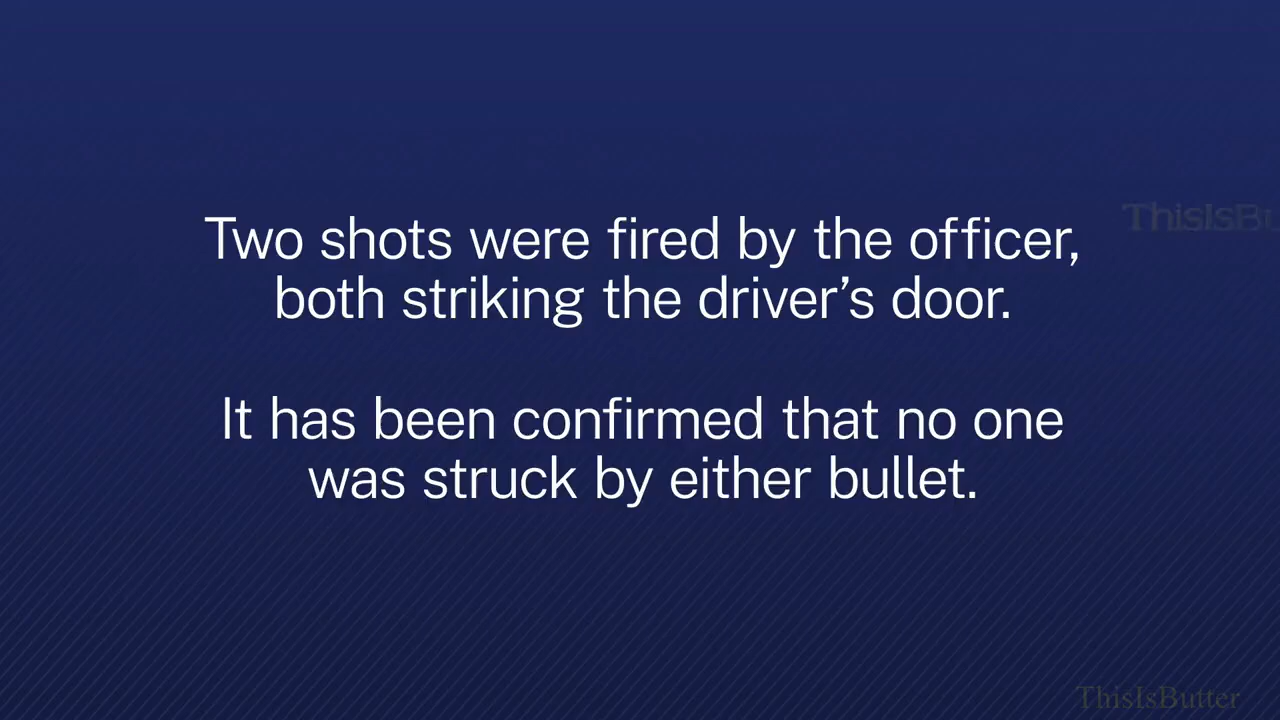 Two shots were fired by the officer,
both striking the driver’s door.
It has been confirmed that no one
was struck by either bullet.
ThisIsBu
ThisIsButter